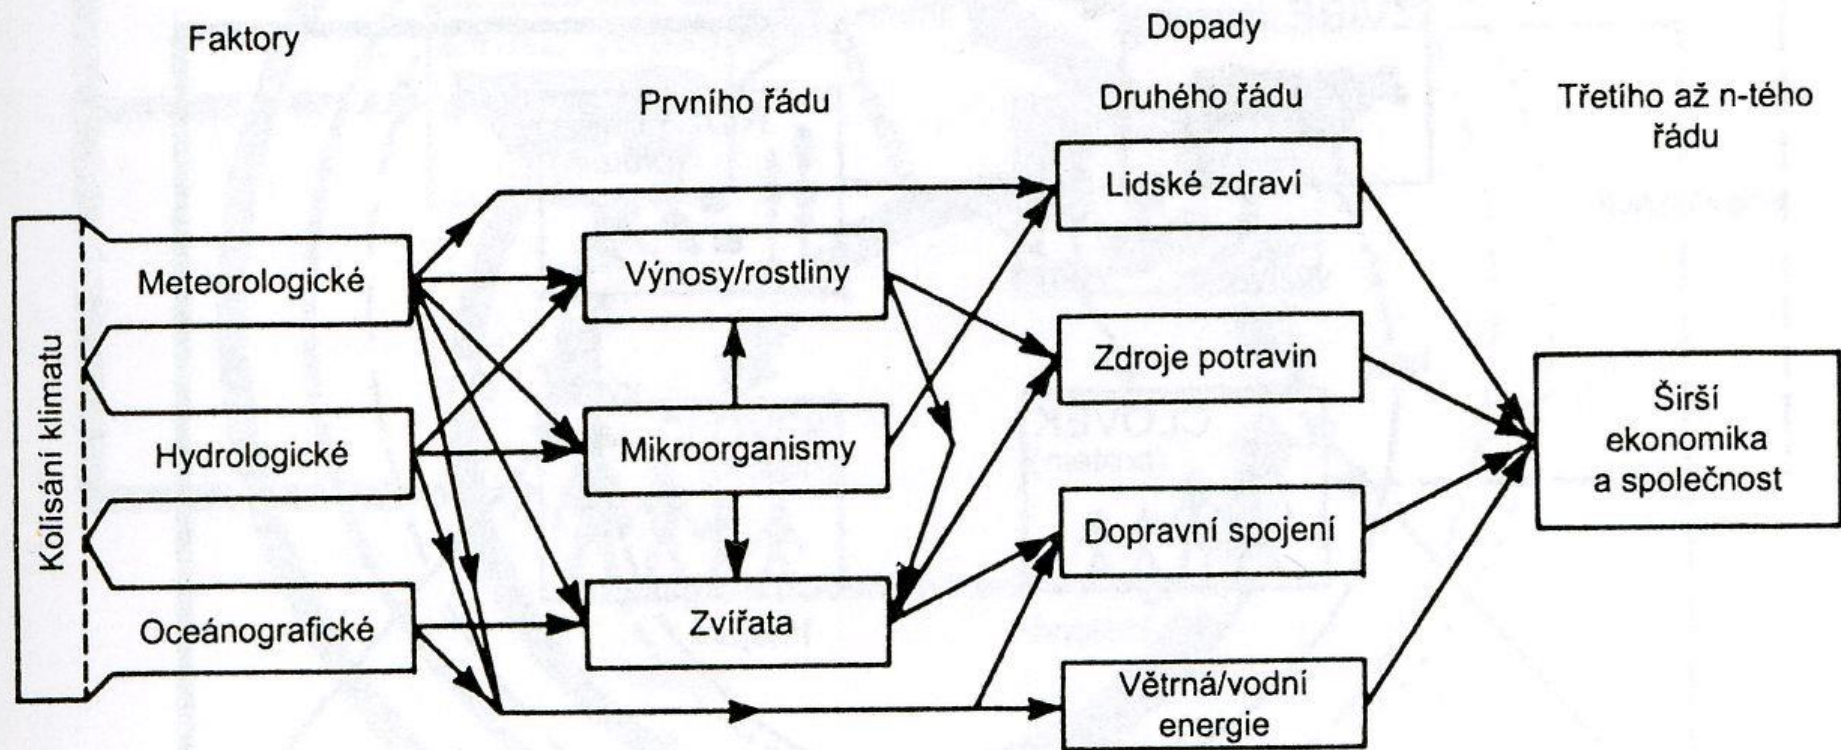 Faktory
Dopady
Prvního řádu
Druhého řádu
Třetího až n-tého
řádu
Kolísání klimatu
Meteorologické
Hydrologické
Oceánografické
Výnosy/rostliny
Mikroorganismy
Zvířata
Lidské zdraví
Zdroje potravin
Dopravní spojení
Větrná/vodní
energie
Širší
ekonomika
a společnost